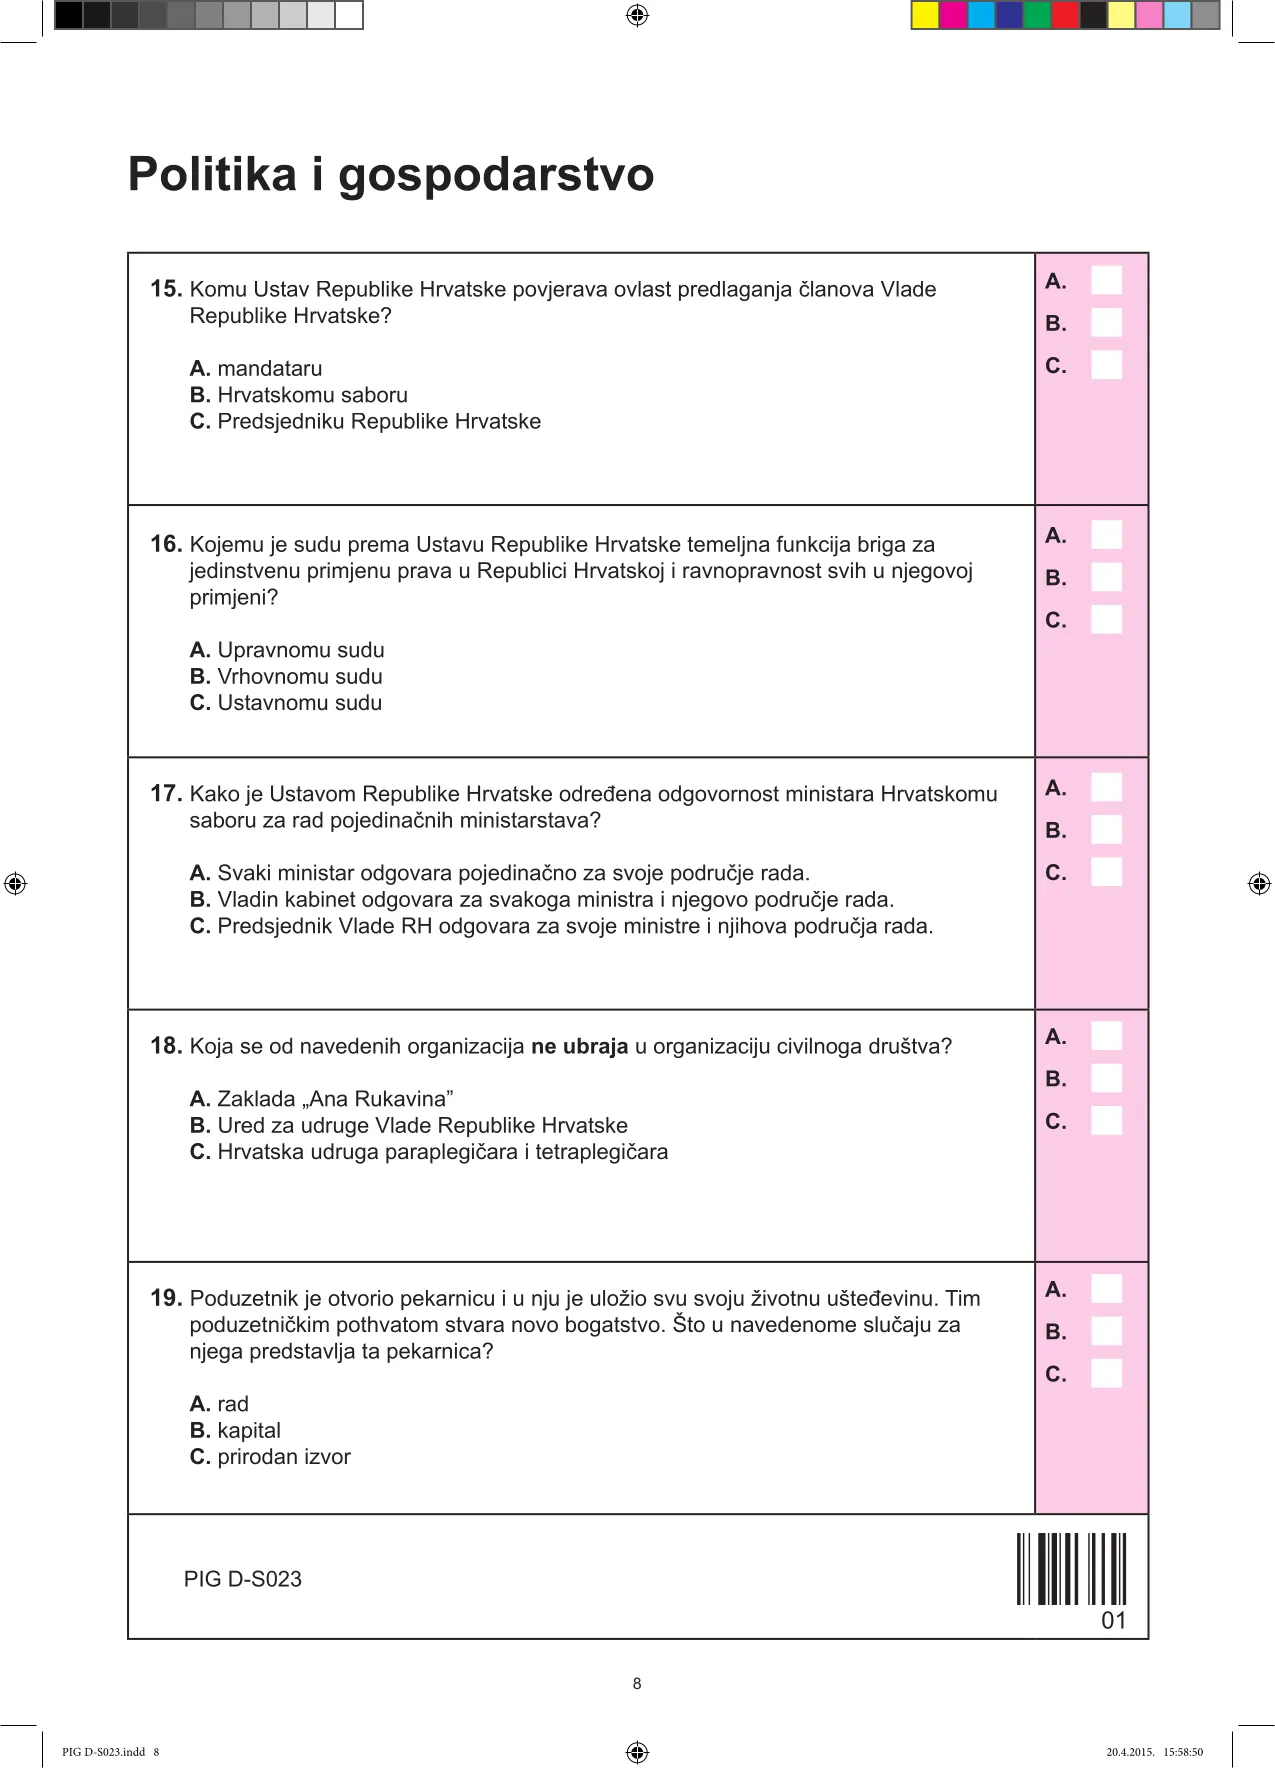 Politika i gospodarstvo
15. Komu Ustav Republike Hrvatske povjerava ovlast predlaganja članova Vlade
Republike Hrvatske?
A. mandataru
B. Hrvatskomu saboru
C. Predsjedniku Republike Hrvatske
A.
B.
C.
16. Kojemu je sudu prema Ustavu Republike Hrvatske temeljna funkcija briga za
jedinstvenu primjenu prava u Republici Hrvatskoj i ravnopravnost svih u njegovoj
primjeni?
A. Upravnomu sudu
B. Vrhovnomu sudu
C. Ustavnomu sudu
A.
B.
C.
17. Kako je Ustavom Republike Hrvatske određena odgovornost ministara Hrvatskomu
saboru za rad pojedinačnih ministarstava?
A. Svaki ministar odgovara pojedinačno za svoje područje rada.
B. Vladin kabinet odgovara za svakoga ministra i njegovo područje rada.
C. Predsjednik Vlade RH odgovara za svoje ministre i njihova područja rada.
A.
B.
C.
18. Koja se od navedenih organizacija ne ubraja u organizaciju civilnoga društva?
A. Zaklada „Ana Rukavina”
B. Ured za udruge Vlade Republike Hrvatske
C. Hrvatska udruga paraplegičara i tetraplegičara
A.
B.
C.
19. Poduzetnik je otvorio pekarnicu i u nju je uložio svu svoju životnu ušteđevinu. Tim
poduzetničkim pothvatom stvara novo bogatstvo. Što u navedenome slučaju za
njega predstavlja ta pekarnica?
A. rad
B. kapital
C. prirodan izvor
A.
B.
C.
PIG D-S023
01
8
PIG D-S023.indd 8
20.4.2015. 15:58:50